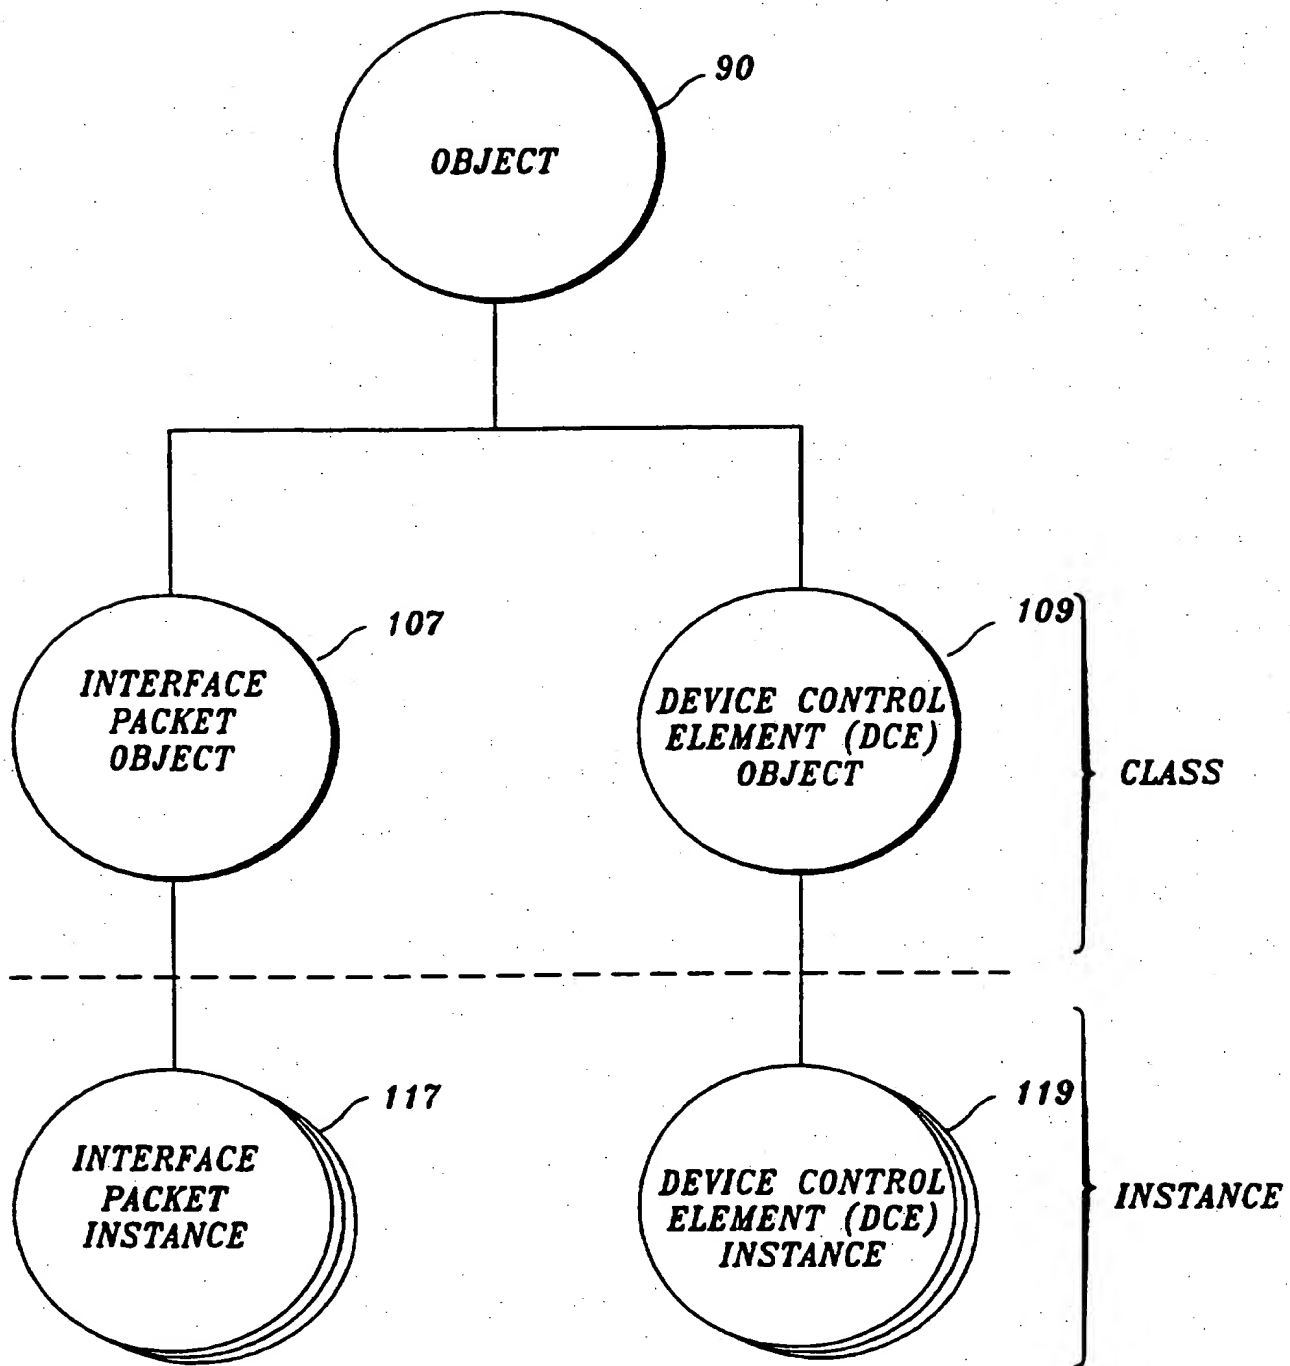 90
OBJECT
107
109
INTERFACE
PACKET
OBJECT
DEVICE CONTROL
ELEMENT (DCE)
OBJECT
CLASS
117
119
INTERFACE
PACKET
INSTANCE
DEVICE CONTROL
ELEMENT (DCE)
INSTANCE
INSTANCE